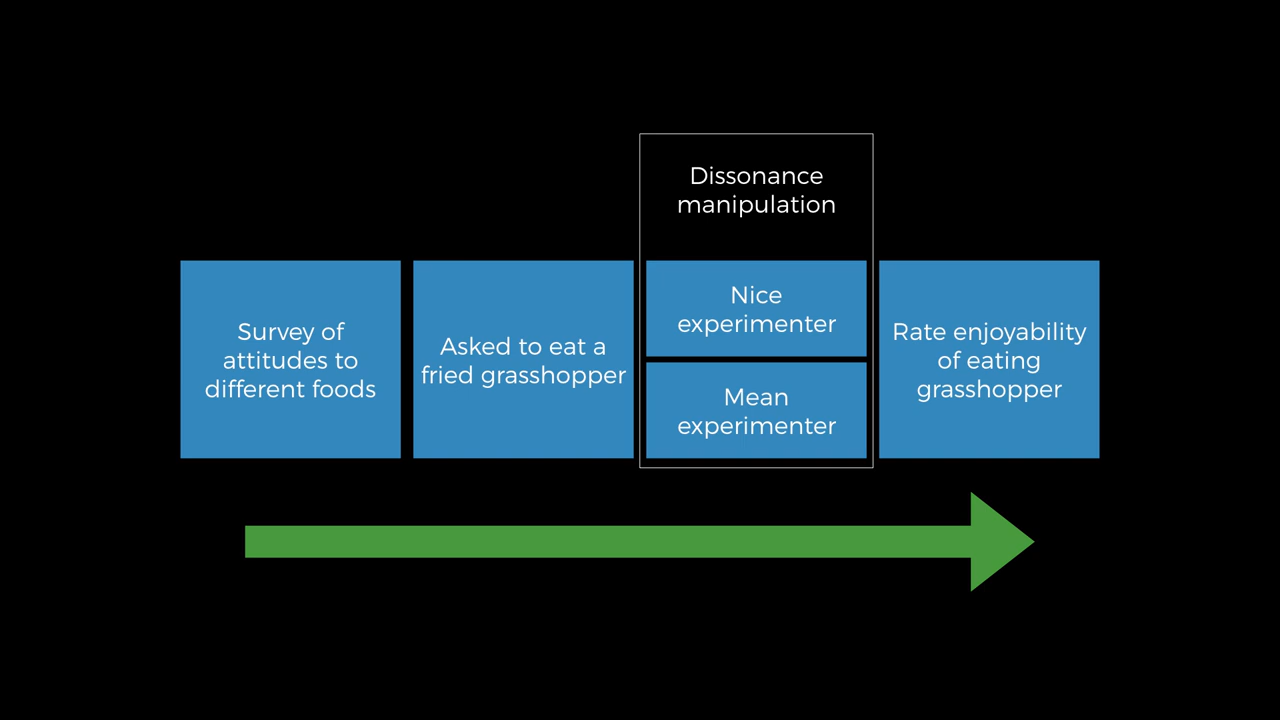 Dissonance
manipulation
Survey of
attitudes to
different foods
Asked to eat a
fried grasshopper
Nice
experimenter
Mean
experimenter
Rate enjoyability
of eating
grasshopper